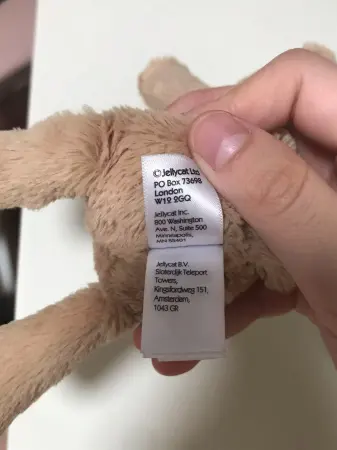 © Jellycat Ltd
PO Box 73698
London
W12 2GQ
Jellycat Inc.
800 Washington
Ave. N, Suite 500
Minneapolis,
MN 55401
Jellycat B.V.
Sloterdijk Teleport
Towers,
Kingsfordweg 151,
Amsterdam,
1043 GR